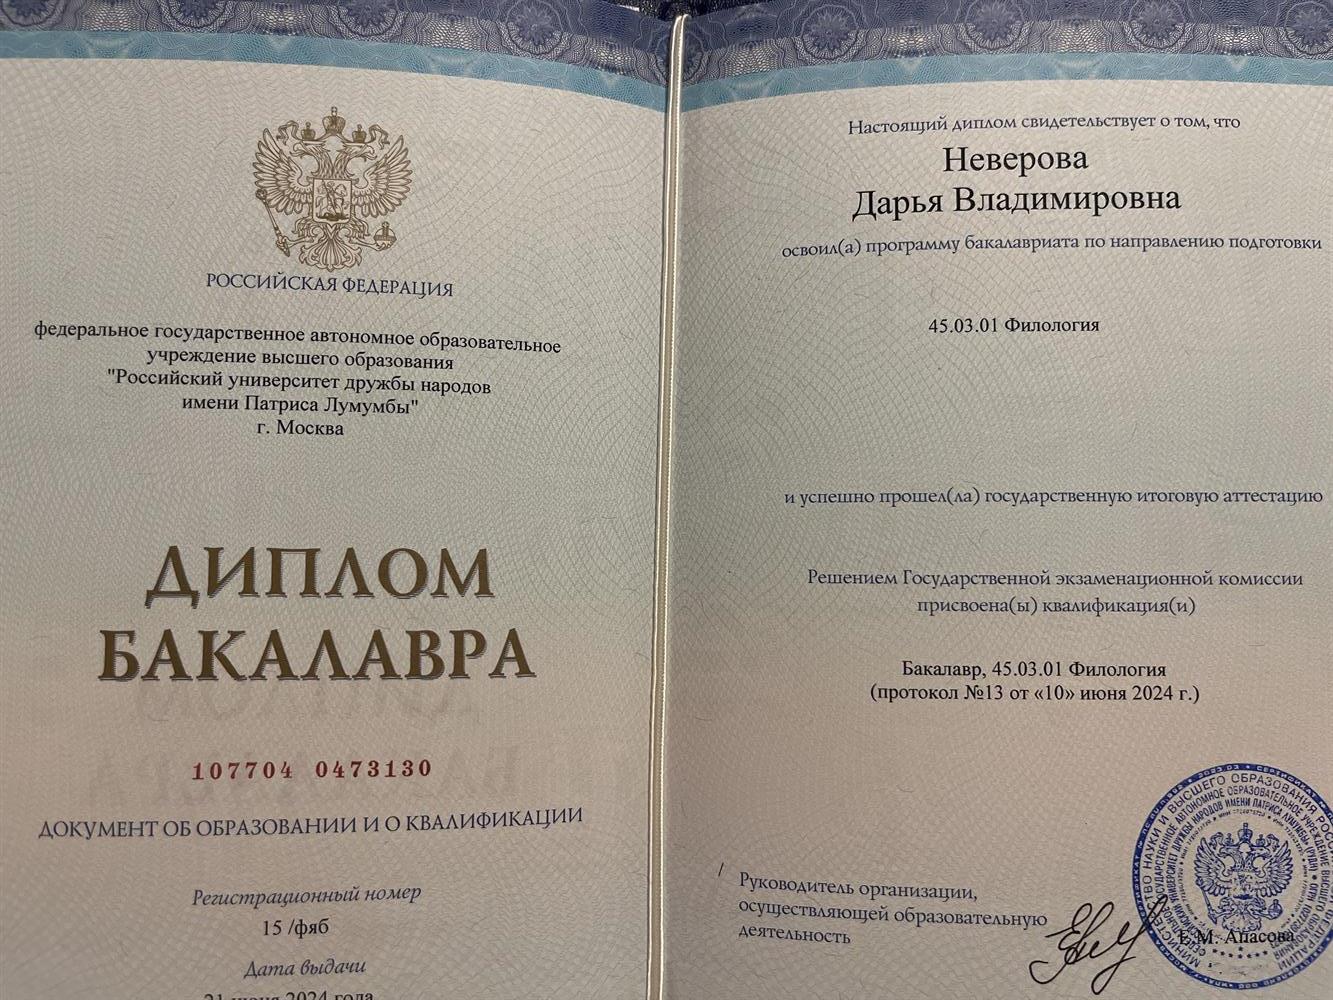 РОССИЙСКАЯ ФЕДЕРАЦИЯ
федеральное государственное автономное образовательное
учреждение высшего образования
"Российский университет дружбы народов
имени Патриса Лумумбы"
г. Москва
ДИПЛОМ
БАКАЛАВРА
107704 0473130
ДОКУМЕНТ ОБ ОБРАЗОВАНИИ И О КВАЛИФИКАЦИИ
Регистрационный номер
15 /фяб
Дата выдачи
21 июня 2024 года
Настоящий диплом свидетельствует о том, что
Неверова
Дарья Владимировна
освоил(а) программу бакалавриата по направлению подготовки
45.03.01 Филология
и успешно прошел(ла) государственную итоговую аттестацию
Решением Государственной экзаменационной комиссии
присвоена(ы) квалификация(и)
Бакалавр, 45.03.01 Филология
(протокол №13 от «10» июня 2024 г.)
Руководитель организации,
осуществляющей образовательную
деятельность
Е.М. Апасова